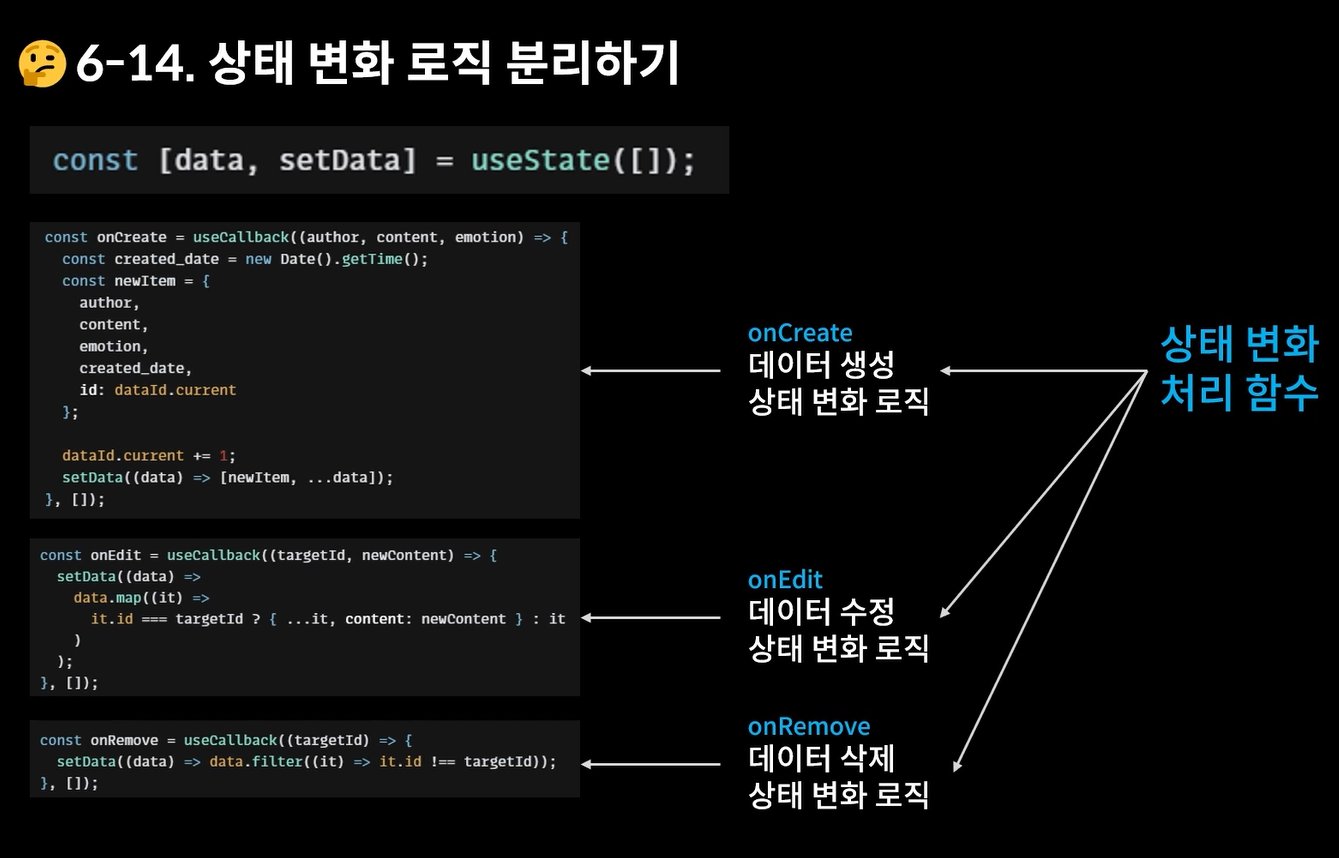 🤔 6-14. 상태 변화 로직 분리하기
const [data, setData] = useState([]);
const onCreate = useCallback((author, content, emotion) => {
  const created_date = new Date().getTime();
  const newItem = {
    author,
    content,
    emotion,
    created_date,
    id: dataId.current
  };

  dataId.current += 1;
  setData((data) => [newItem, ...data]);
}, []);
onCreate
데이터 생성
상태 변화 로직
상태 변화
처리 함수
const onEdit = useCallback((targetId, newContent) => {
  setData((data) =>
    data.map((it) =>
      it.id === targetId ? { ...it, content: newContent } : it
    )
  );
}, []);
onEdit
데이터 수정
상태 변화 로직
const onRemove = useCallback((targetId) => {
  setData((data) => data.filter((it) => it.id !== targetId));
}, []);
onRemove
데이터 삭제
상태 변화 로직